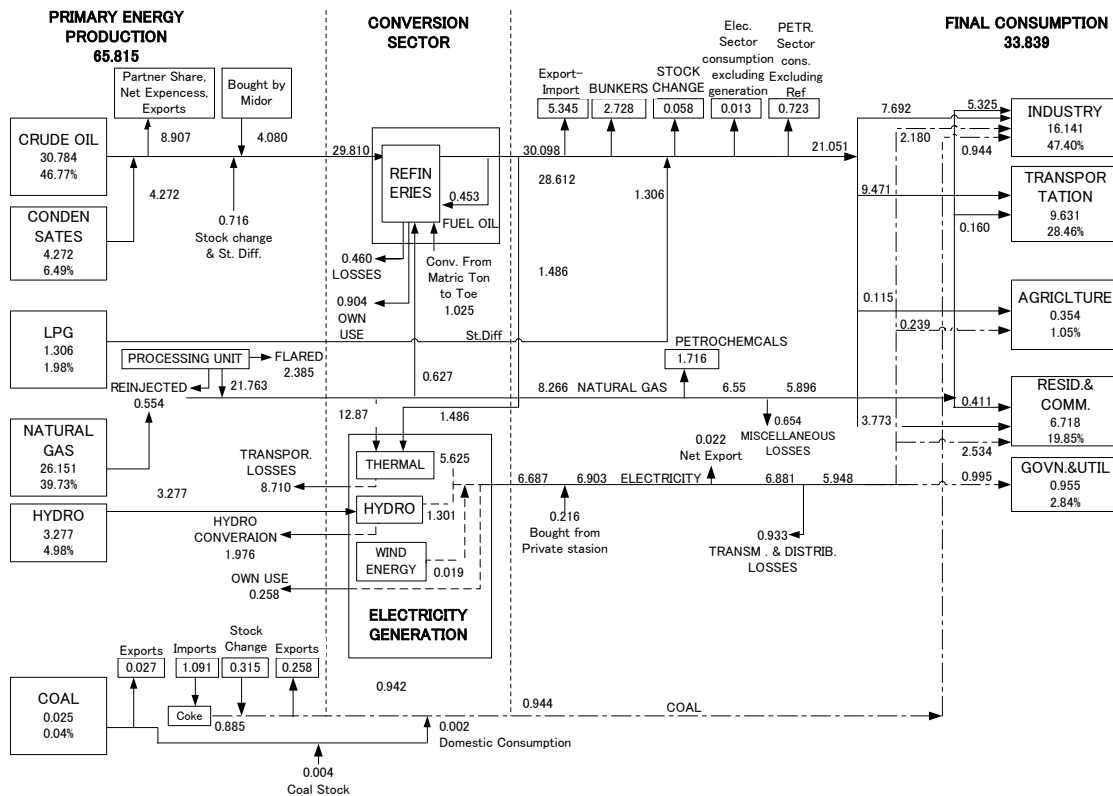 PRIMARY ENERGY
PRODUCTION
65.815
CONVERSION
SECTOR
FINAL CONSUMPTION
33.839
Partner Share,
Net Expencess,
Exports
8.907
Bought by
Midor
4.080
CRUDE OIL
30.784
46.77%
CONDEN
SATES
4.272
6.49%
4.272
0.716
Stock change
& St. Diff.
29.810
REFIN
ERIES
0.453
FUEL OIL
0.460
LOSSES
0.904
OWN
USE
Conv. From
Matric Ton
to Toe
1.025
30.098
28.612
Export-
Import
5.345
BUNKERS
2.728
STOCK
CHANGE
0.058
Elec.
Sector
consumption
excluding
generation
0.013
PETR.
Sector
cons.
Excluding
Ref
0.723
21.051
1.306
1.486
7.692
5.325
2.180
0.944
INDUSTRY
16.141
47.40%
9.471
0.160
TRANSPOR
TATION
9.631
28.46%
0.115
0.239
AGRICLTURE
0.354
1.05%
LPG
1.306
1.98%
St.Diff
PROCESSING UNIT
FLARED
2.385
REINJECTED
0.554
21.763
0.627
8.266
NATURAL GAS
PETROCHEMCALS
1.716
6.55
5.896
0.654
MISCELLANEOUS
LOSSES
0.411
3.773
2.534
RESID.&
COMM.
6.718
19.85%
NATURAL
GAS
26.151
39.73%
12.87
1.486
THERMAL
5.625
TRANSPOR.
LOSSES
8.710
HYDRO
3.277
4.98%
3.277
HYDRO
1.301
HYDRO
CONVERAION
1.976
WIND
ENERGY
0.019
OWN USE
0.258
ELECTRICITY
GENERATION
6.687
6.903
ELECTRICITY
0.022
Net Export
6.881
5.948
0.216
Bought from
Private stasion
0.933
TRANSM . & DISTRIB.
LOSSES
0.995
GOVN.&UTIL
0.955
2.84%
Exports
0.027
Imports
1.091
Stock
Change
0.315
Exports
0.258
COAL
0.025
0.04%
Coke
0.885
0.942
0.944
COAL
0.002
Domestic Consumption
0.004
Coal Stock